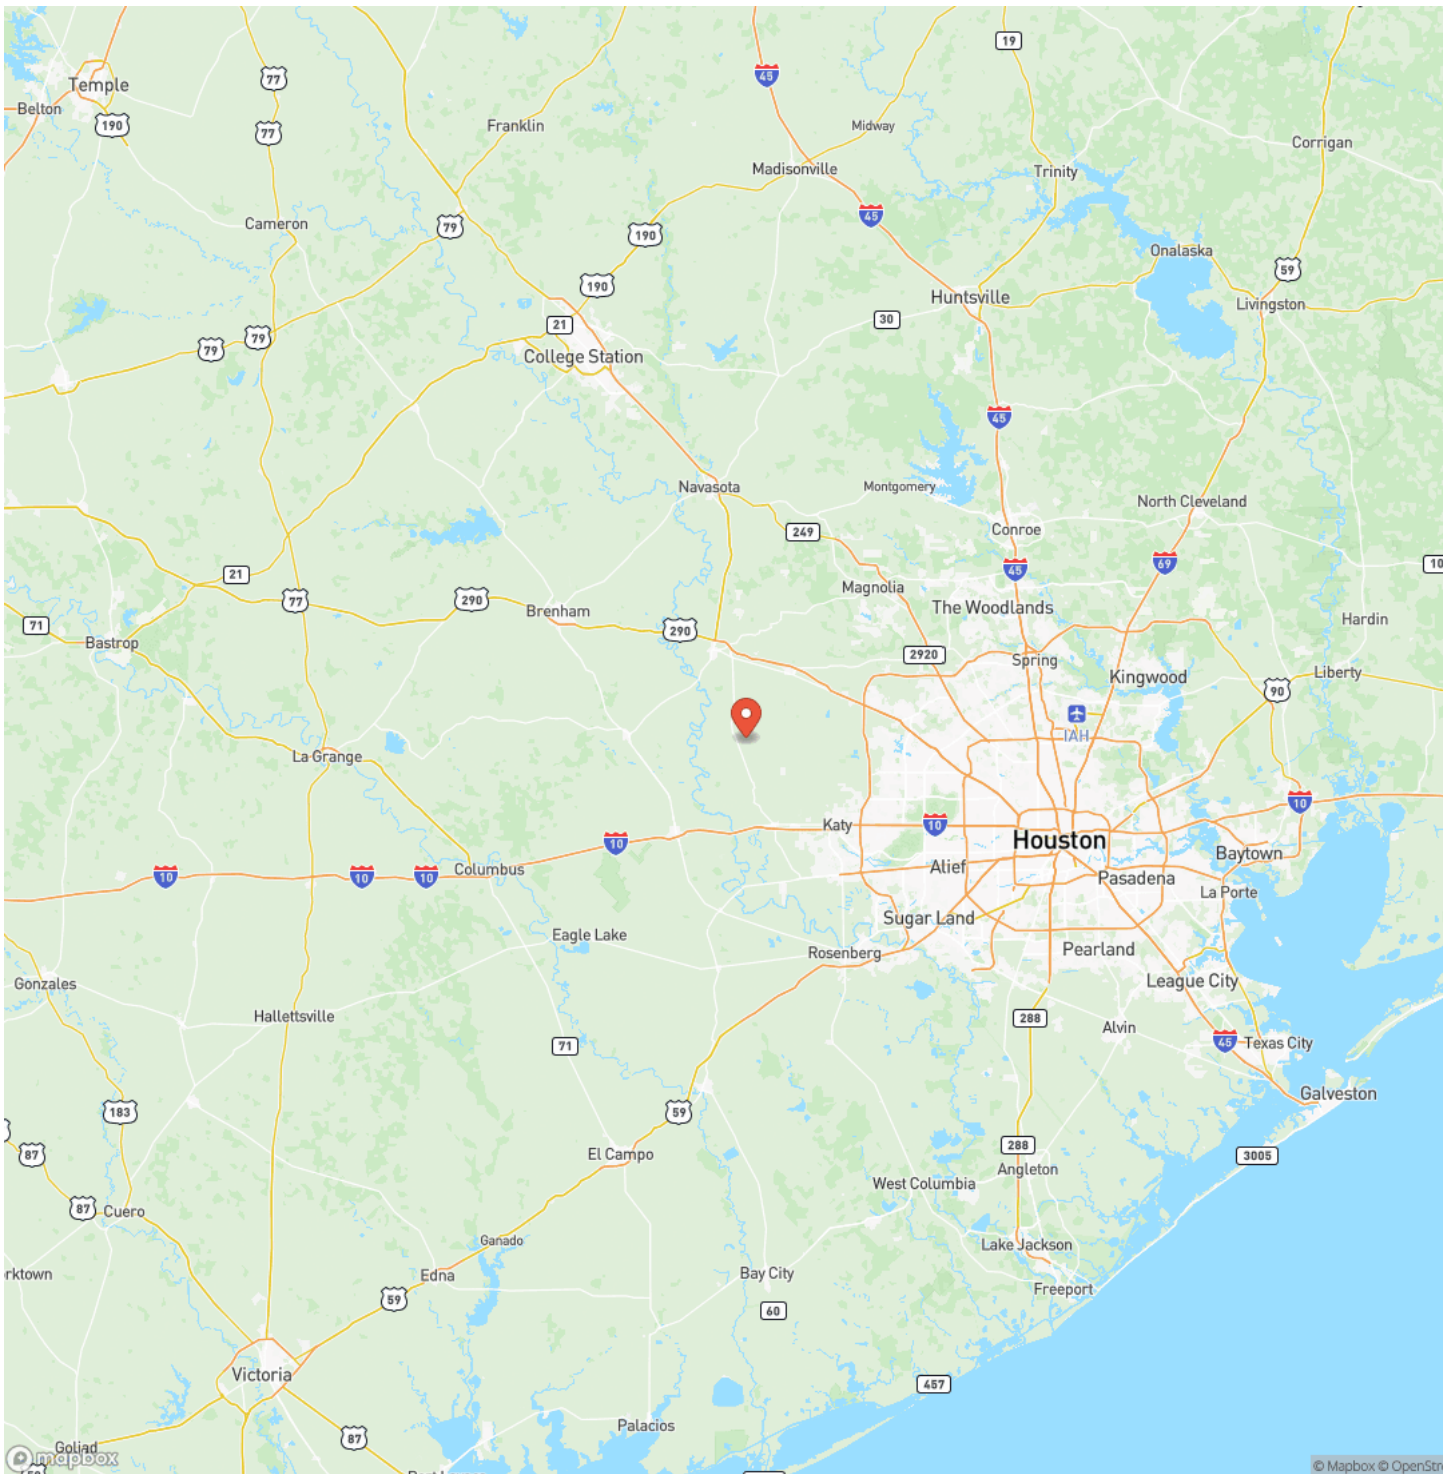 19
45
77
Temple
Belton
190
77
Franklin
Midway
Madisonville
Corrigan
Trinity
45
Cameron
79
190
Onalaska
59
190
Huntsville
Livingston
21
30
79
79
College Station
45
Navasota
Montgomery
North Cleveland
249
Conroe
69
45
10
21
Magnolia
77
290
Brenham
The Woodlands
Hardin
71
290
Bastrop
2920
Spring
Kingwood
Liberty
90
IAH
La Grange
10
Katy
10
Houston
10
Alief
Baytown
Columbus
10
10
10
Pasadena
La Porte
Sugar Land
Eagle Lake
Rosenberg
Pearland
League City
Gonzales
Hallettsville
288
Alvin
71
45
Texas City
Galveston
183
59
87
288
El Campo
3005
Angleton
West Columbia
87
Cuero
Ganado
Lake Jackson
rktown
Edna
Bay City
Freeport
59
60
Victoria
457
Palacios
87
Goliad
mapbox
© Mapbox © OpenStr